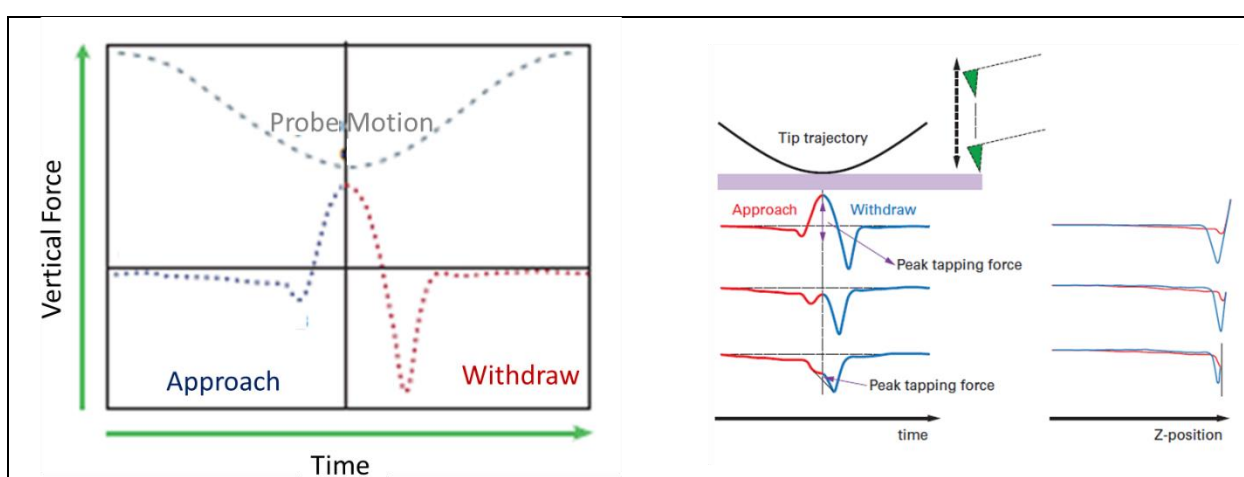 Probe Motion
Vertical Force
Approach
Withdraw
Time
Tip trajectory
Approach
Withdraw
Peak tapping force
Peak tapping force
time
Z-position